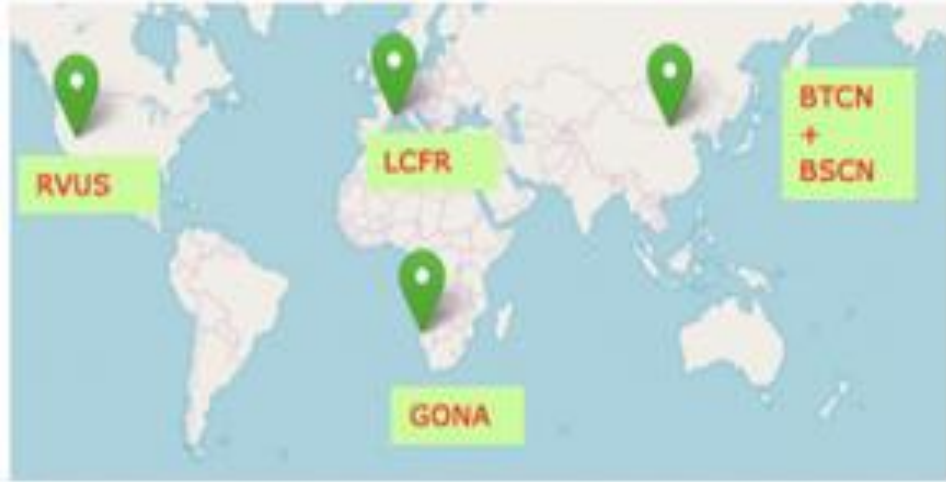 RVUS
LCFR
BTCN
+
BSCN
GONA